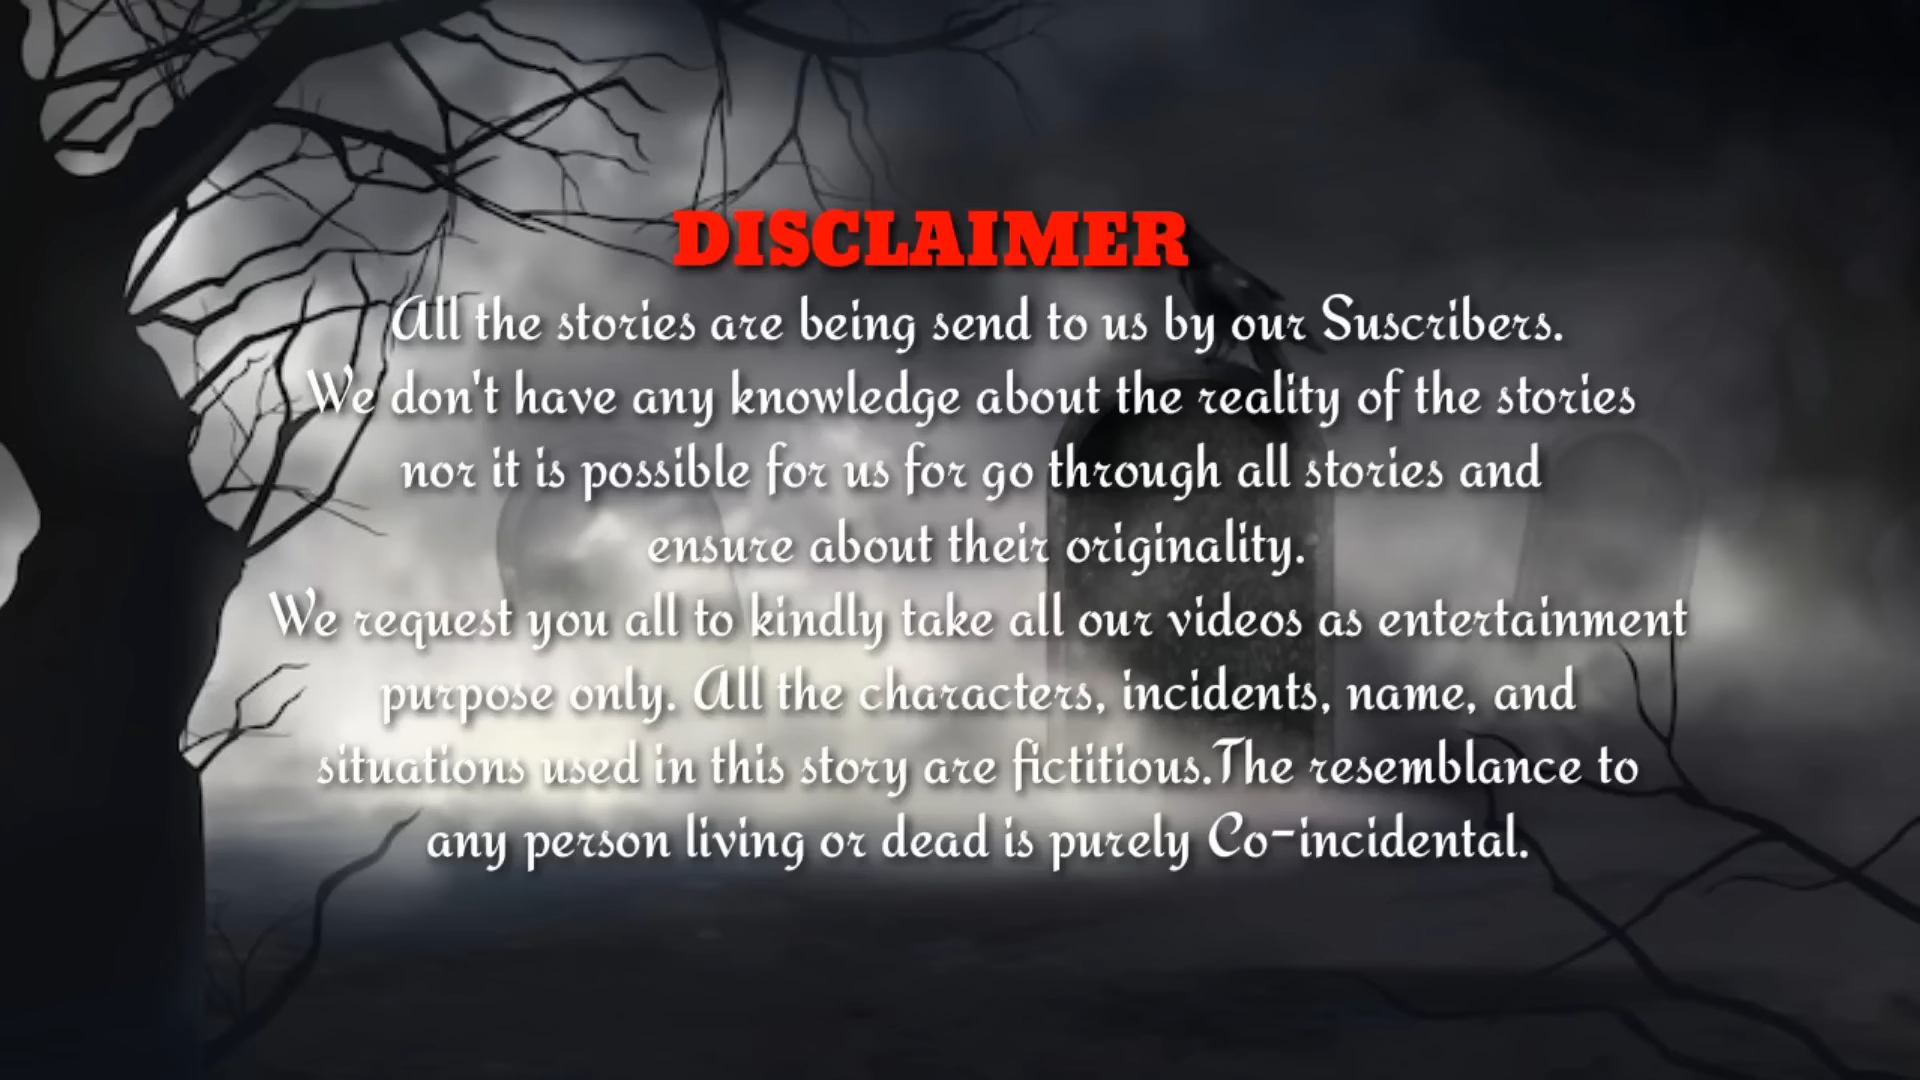 DISCLAIMER
All the stories are being send to us by our Suscribers.
We don't have any knowledge about the reality of the stories
nor it is possible for us for go through all stories and
ensure about their originality.
We request you all to kindly take all our videos as entertainment
purpose only. All the characters, incidents, name, and
situations used in this story are fictitious.The resemblance to
any person living or dead is purely Co-incidental.